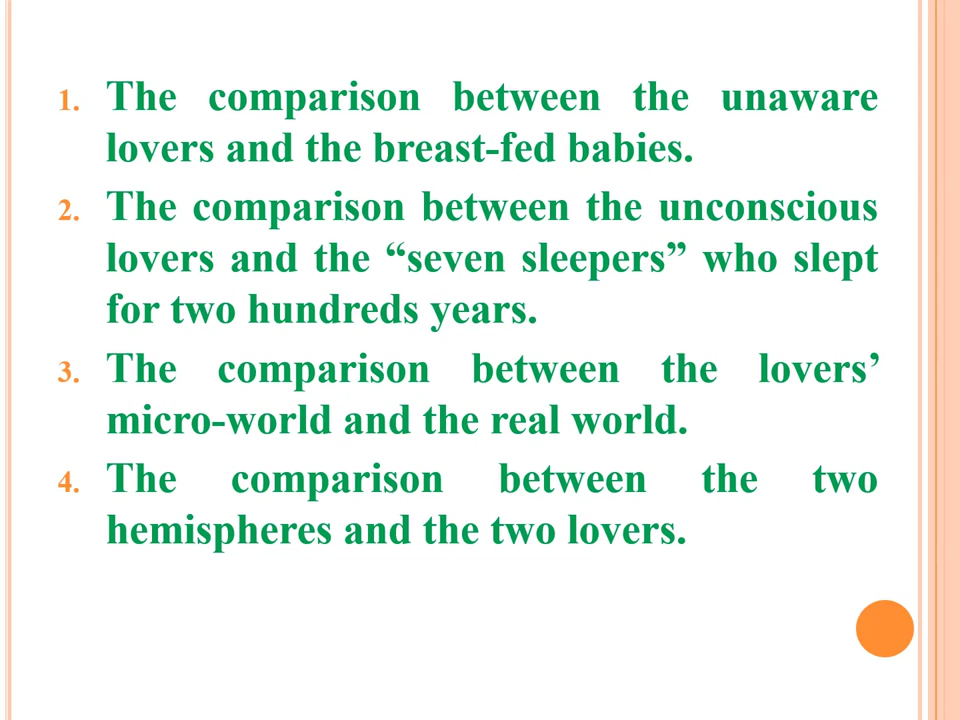 1. The comparison between the unaware
lovers and the breast-fed babies.
2. The comparison between the unconscious
lovers and the “seven sleepers” who slept
for two hundreds years.
3. The comparison between the lovers’
micro-world and the real world.
4. The comparison between the two
hemispheres and the two lovers.